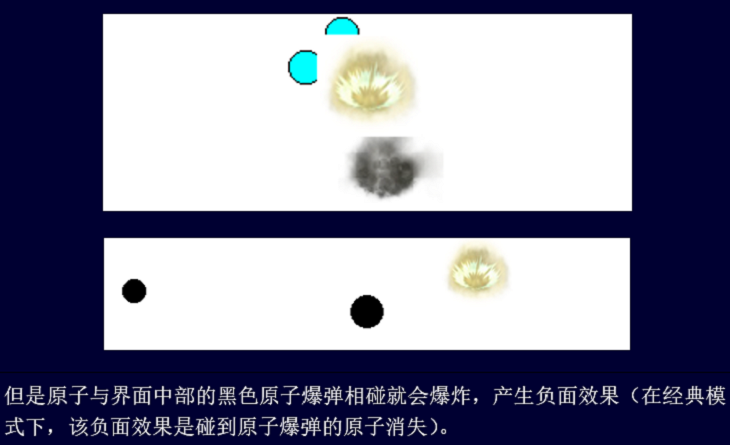 但是原子与界面中部的黑色原子爆弹相碰就会爆炸，产生负面效果（在经典模
式下，该负面效果是碰到原子爆弹的原子消失）。